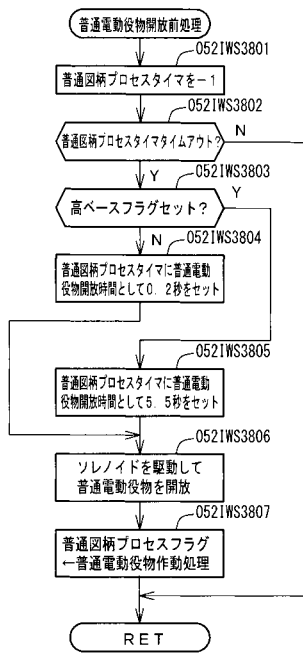 普通電動役物開放前処理
052IWS3801
普通図柄プロセスタイマを−1
052IWS3802
普通図柄プロセスタイマタイムアウト?
N
Y
052IWS3803
高ベースフラグセット?
Y
N
052IWS3804
普通図柄プロセスタイマに普通電動
役物開放時間として0.2秒をセット
052IWS3805
普通図柄プロセスタイマに普通電動
役物開放時間として5.5秒をセット
052IWS3806
ソレノイドを駆動して
普通電動役物を開放
052IWS3807
普通図柄プロセスフラグ
←普通電動役物作動処理
RET